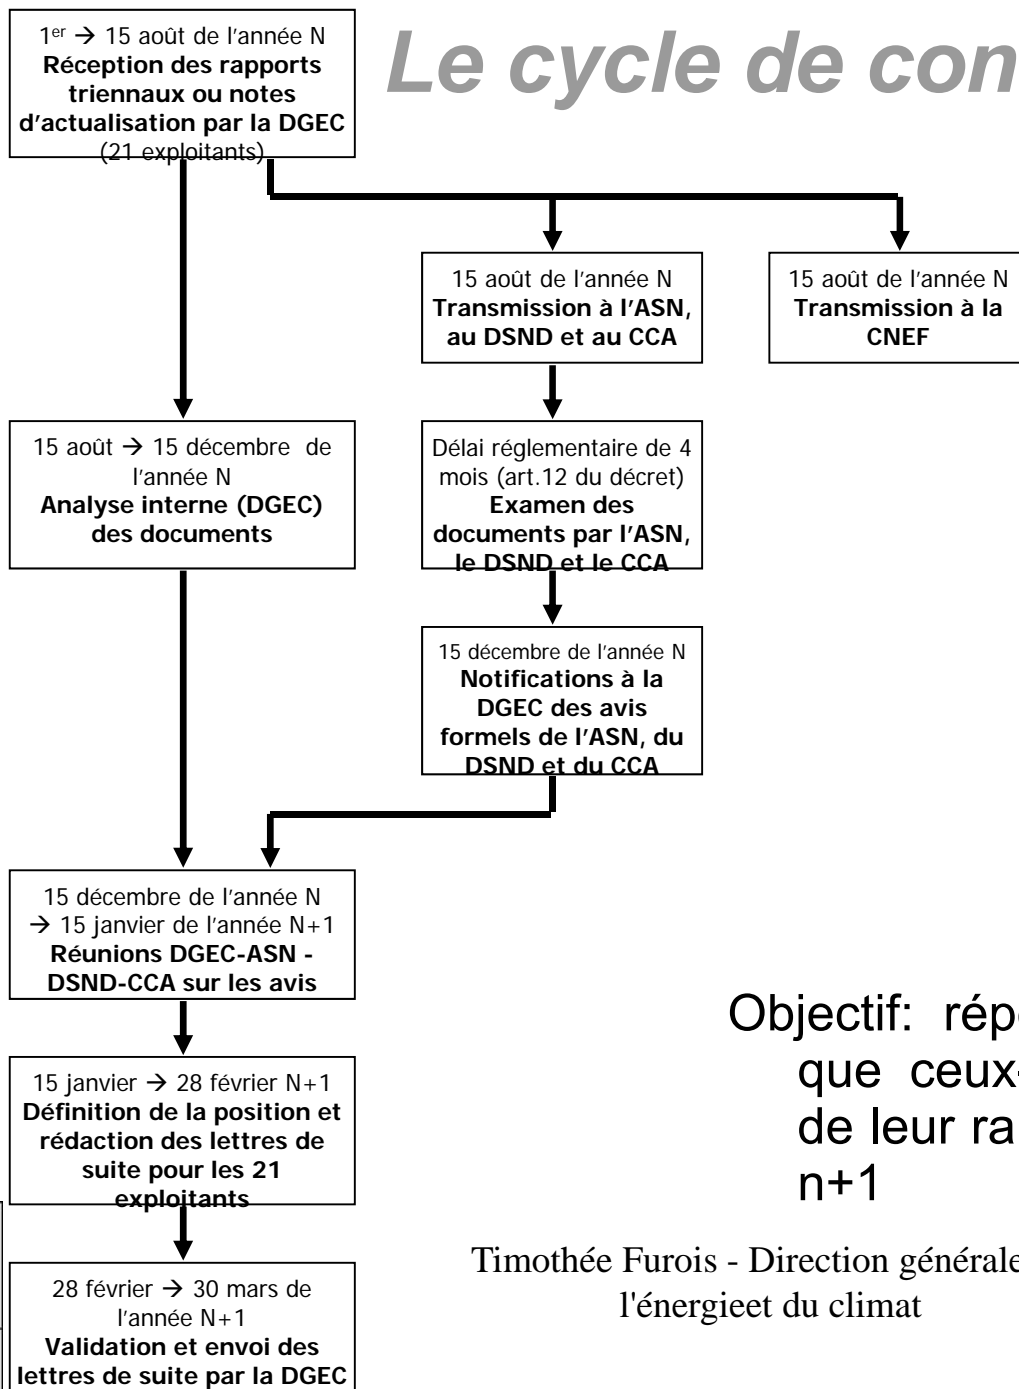 Le cycle de con
1er → 15 août de l'année N
Réception des rapports
triennaux ou notes
d'actualisation par la DGEC
(21 exploitants)
15 août de l'année N
Transmission à l'ASN,
au DSND et au CCA
15 août de l'année N
Transmission à la
CNEF
15 août → 15 décembre de
l'année N
Analyse interne (DGEC)
des documents
Délai réglementaire de 4
mois (art.12 du décret)
Examen des
documents par l'ASN,
le DSND et le CCA
15 décembre de l'année N
Notifications à la
DGEC des avis
formels de l'ASN, du
DSND et du CCA
15 décembre de l'année N
→ 15 janvier de l'année N+1
Réunions DGEC-ASN -
DSND-CCA sur les avis
15 janvier → 28 février N+1
Définition de la position et
rédaction des lettres de
suite pour les 21
exploitants
28 février → 30 mars de
l'année N+1
Validation et envoi des
lettres de suite par la DGEC
Objectif: rép
que ceux-
de leur ra
n+1
Timothée Furois - Direction générale
l'énergieet du climat